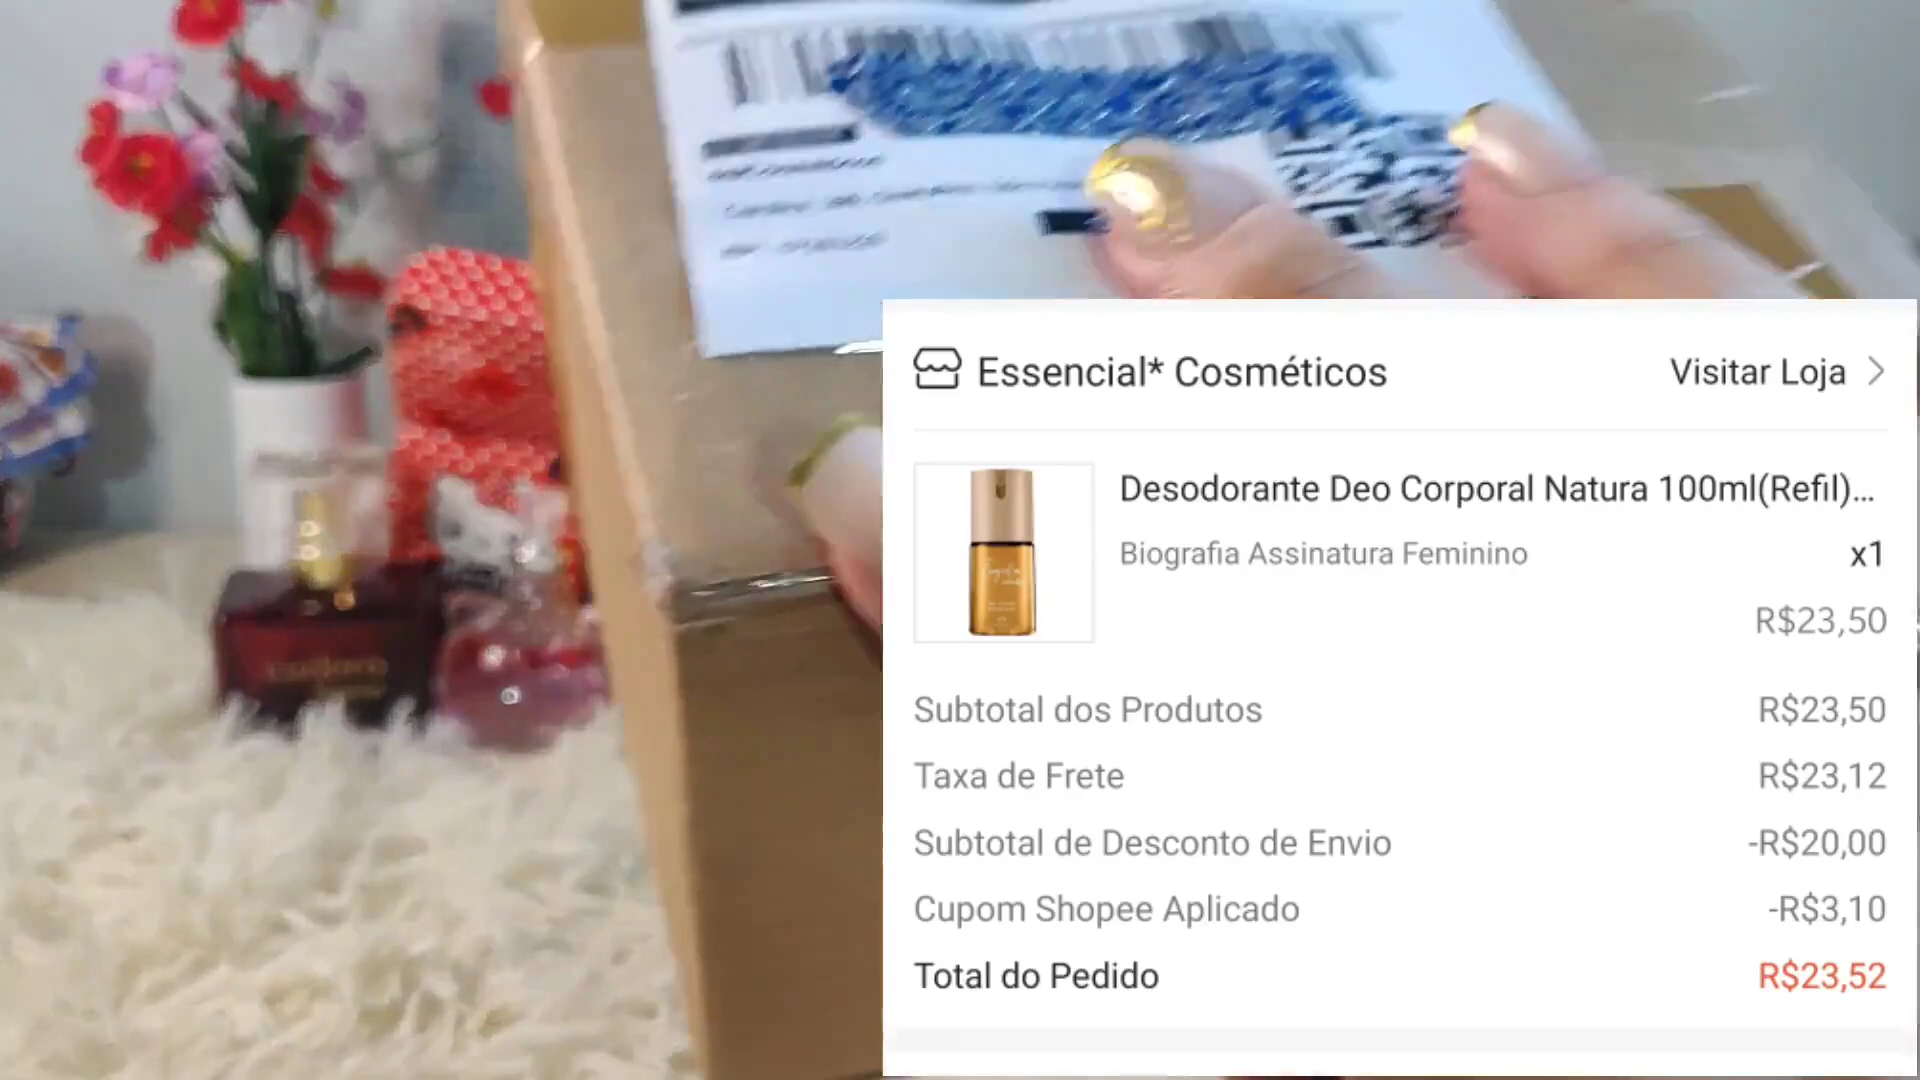 Essencial* Cosméticos
Visitar Loja
Desodorante Deo Corporal Natura 100ml(Refil)...
Biografia Assinatura Feminino
x1
R$23,50
Subtotal dos Produtos
R$23,50
Taxa de Frete
R$23,12
Subtotal de Desconto de Envio
-R$20,00
Cupom Shopee Aplicado
-R$3,10
Total do Pedido
R$23,52